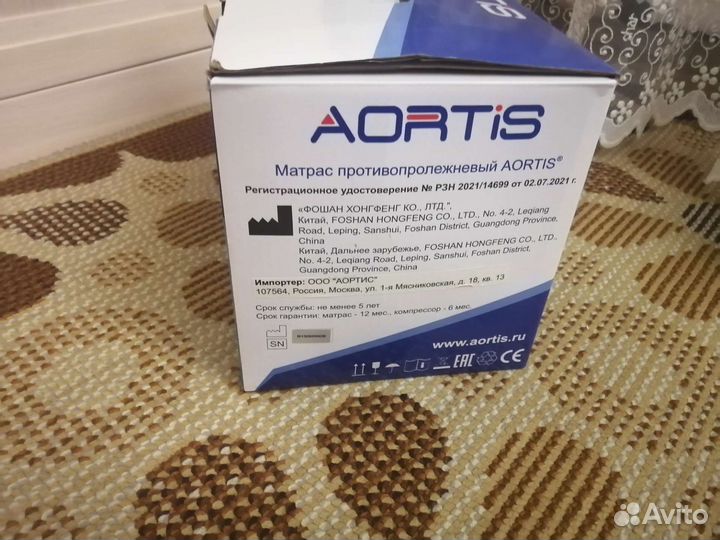 AORTiS
Матрас противопролежневый AORTIS®
Регистрационное удостоверение № РЗН 2021/14699 от 02.07.2021 г.
«ФОШАН ХОНГФЕНГ КО., ЛТД.",
Китай, FOSHAN HONGFENG CO., LTD., No. 4-2, Leqiang
Road, Leping, Sanshui, Foshan District, Guangdong Province,
China
Китай, Дальнее зарубежье, FOSHAN HONGFENG CO., LTD.,
No. 4-2, Leqiang Road, Leping, Sanshui, Foshan District,
Guangdong Province, China
Импортер: ООО "АОРТИС"
107564, Россия, Москва, ул. 1-я Мясниковская, д. 18, кв. 13
Срок службы: не менее 5 лет
Срок гарантии: матрас - 12 мес., компрессор - 6 мес.
SN
www.aortis.ru
EAC CE
Avito